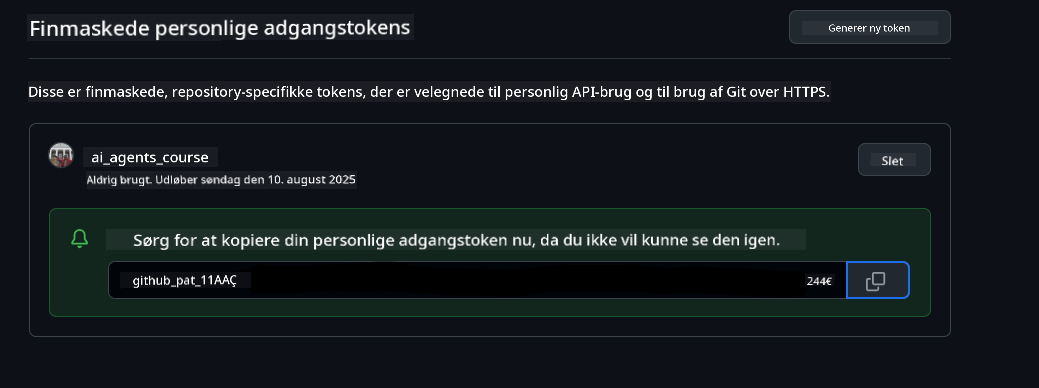 Finmaskede personlige adgangstokens
Generer ny token
Disse er finmaskede, repository-specifikke tokens, der er velegnede til personlig API-brug og til brug af Git over HTTPS.
ai_agents_course
Slet
Aldrig brugt. Udløber søndag den 10. august 2025
Sørg for at kopiere din personlige adgangstoken nu, da du ikke vil kunne se den igen.
github_pat_11AAÇ
244€